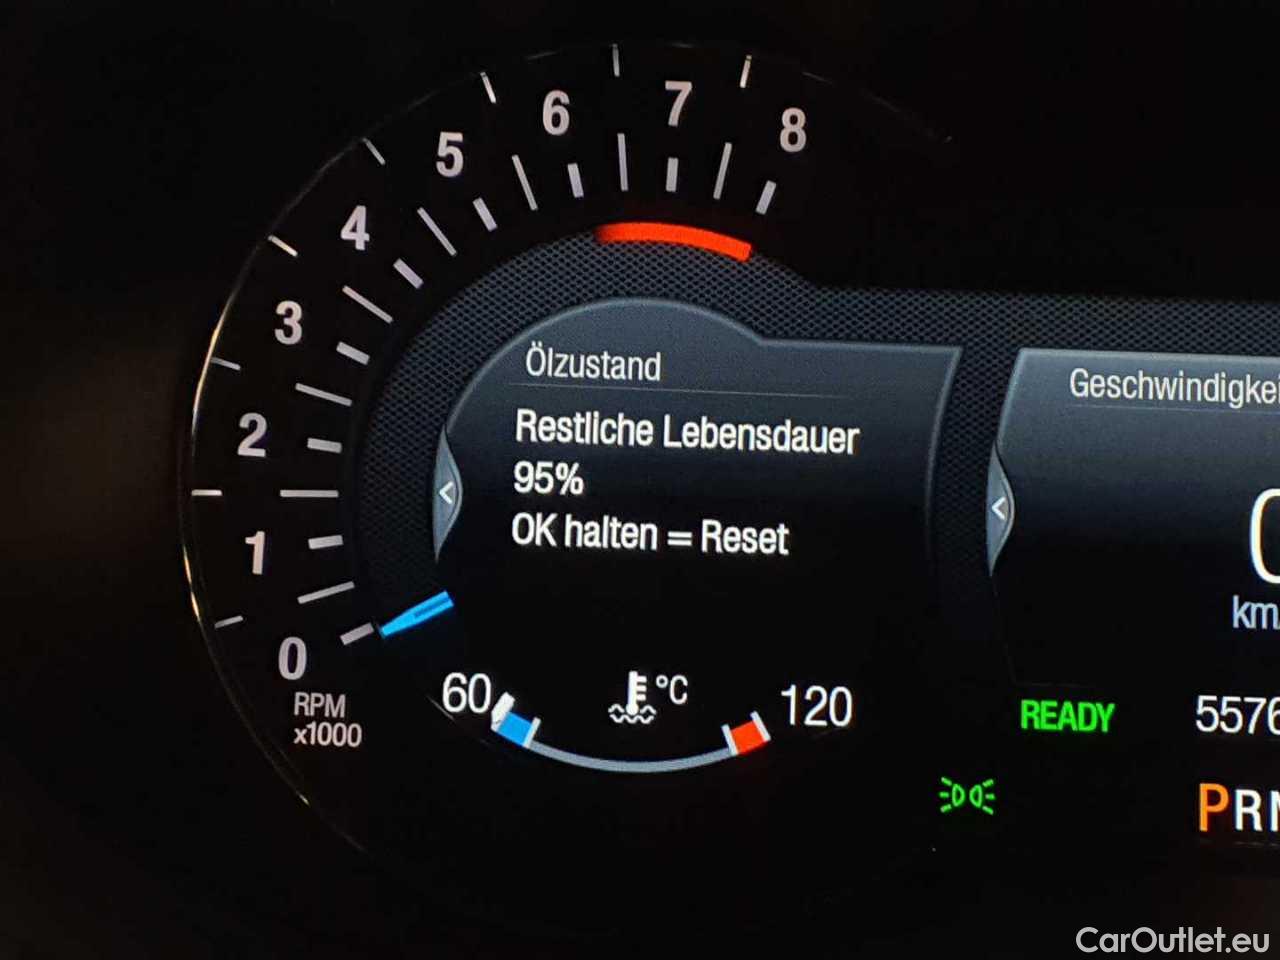 0
1
2
3
4
5
6
7
8
RPM
x1000
Ölzustand
Restliche Lebensdauer
95%
OK halten = Reset
<
60
°C
120
<
km
READY
P R
CarOutlet.eu